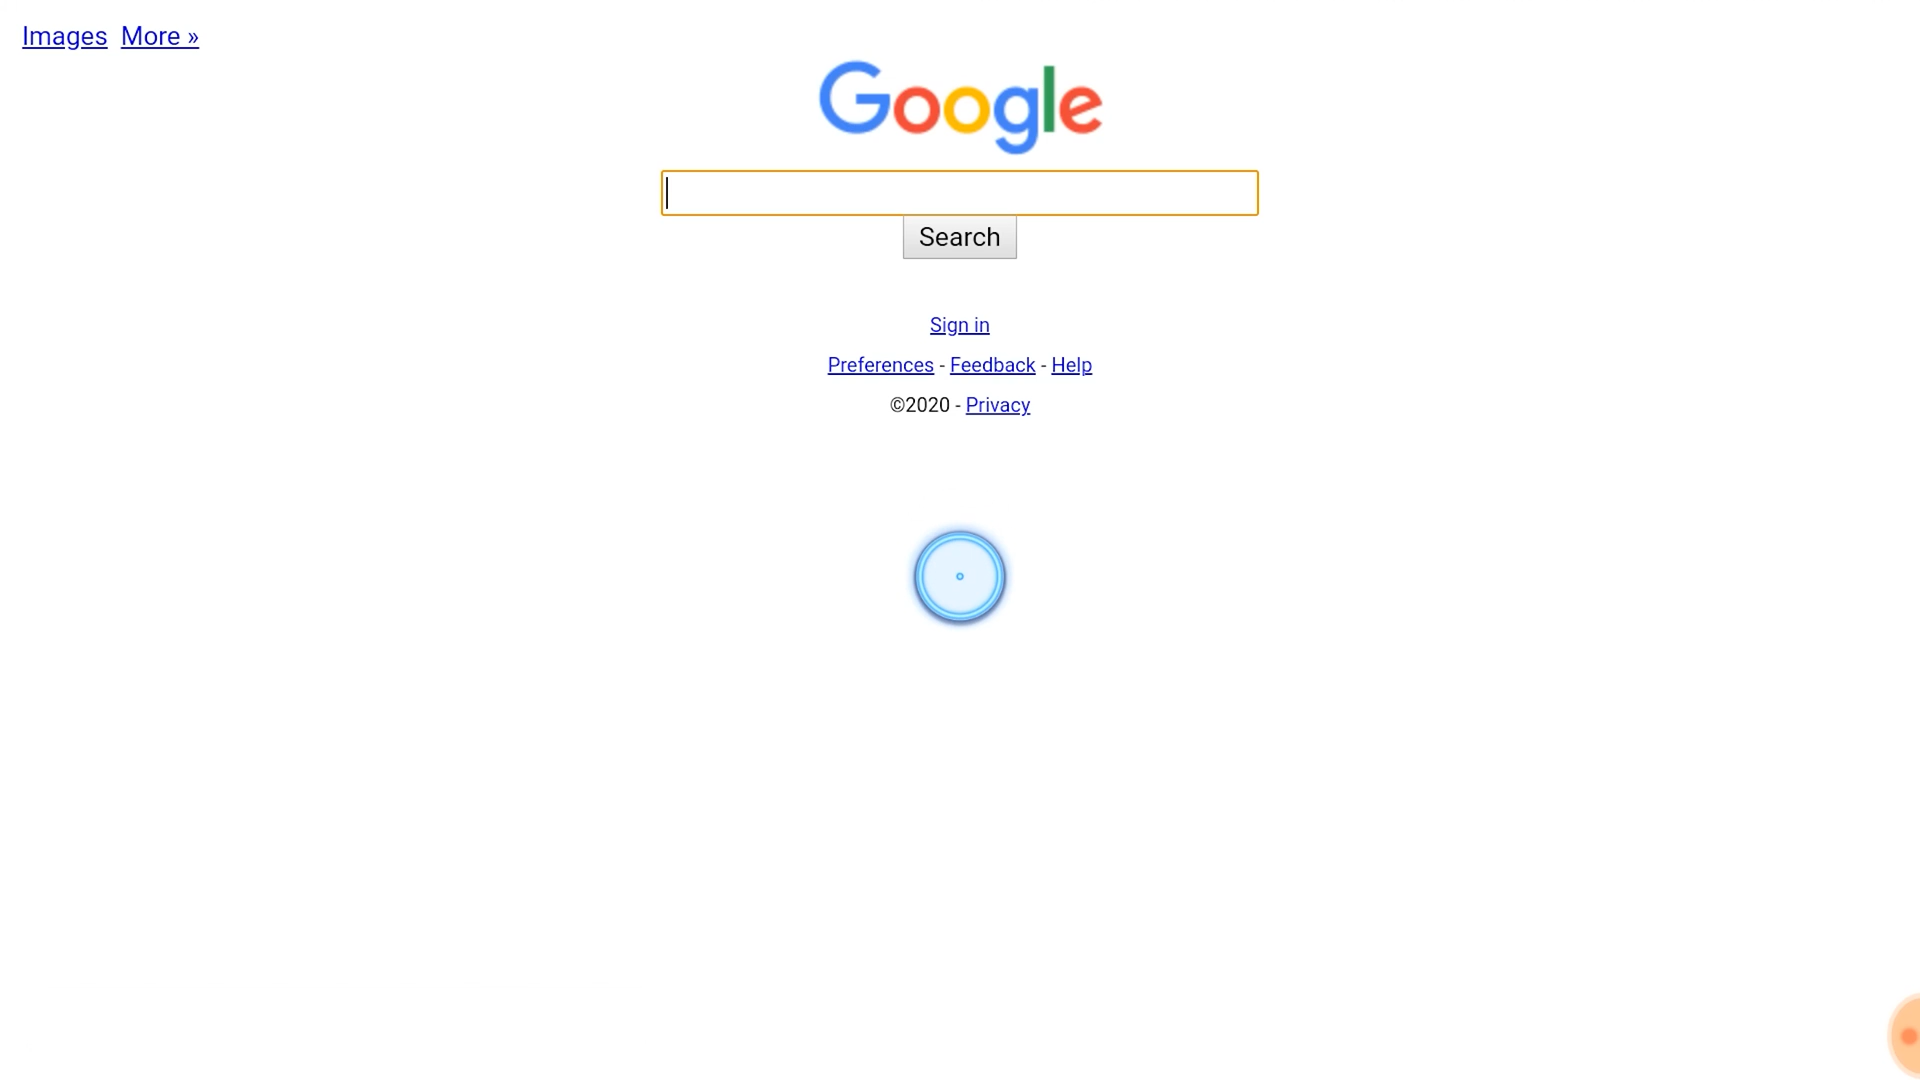 Images More »
Google
Search
Sign in
Preferences - Feedback - Help
©2020 - Privacy